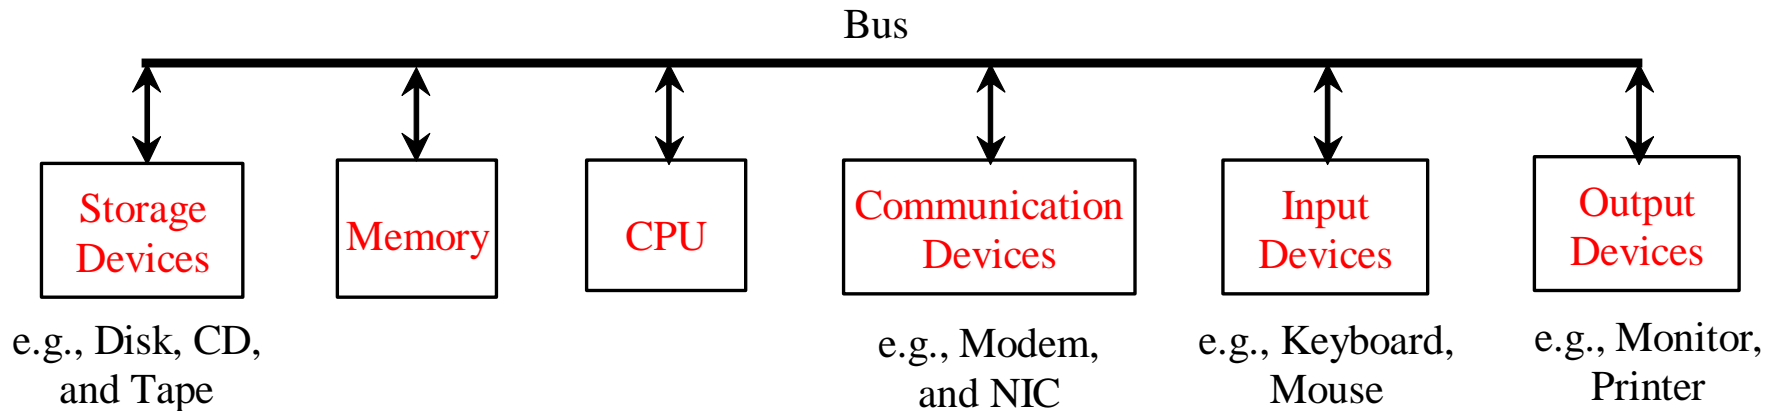 Bus
Storage
Devices
Memory
CPU
Communication
Devices
Input
Devices
Output
Devices
e.g., Disk, CD,
and Tape
e.g., Modem,
and NIC
e.g., Keyboard,
Mouse
e.g., Monitor,
Printer